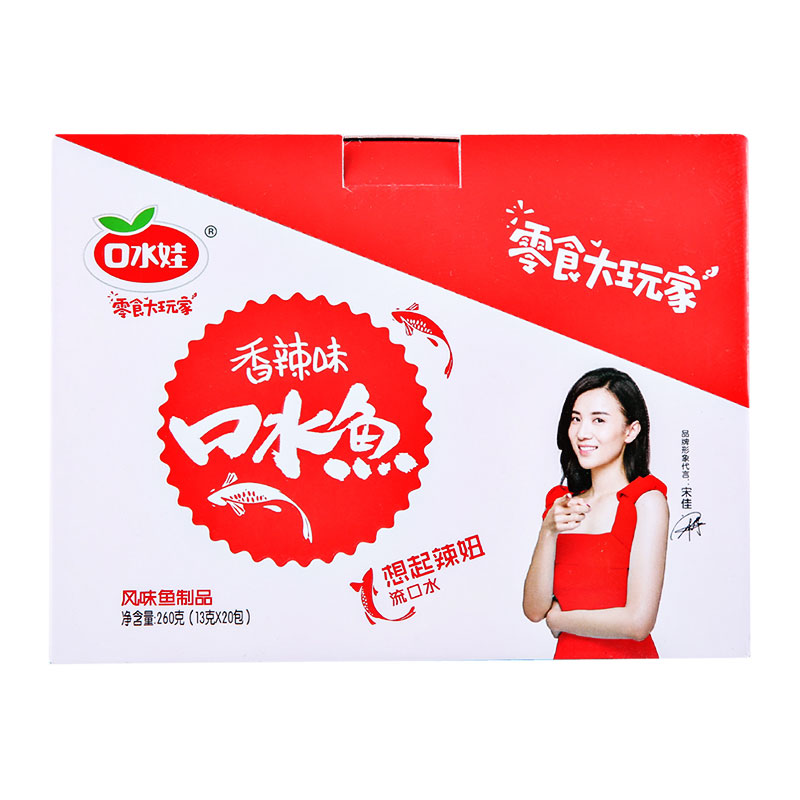 口水娃
®
零食大玩家
零食大玩家
香辣味
口水魚
品牌形象代言：宋佳
想起辣妞
流口水
风味鱼制品
净含量:260克（13克X20包）